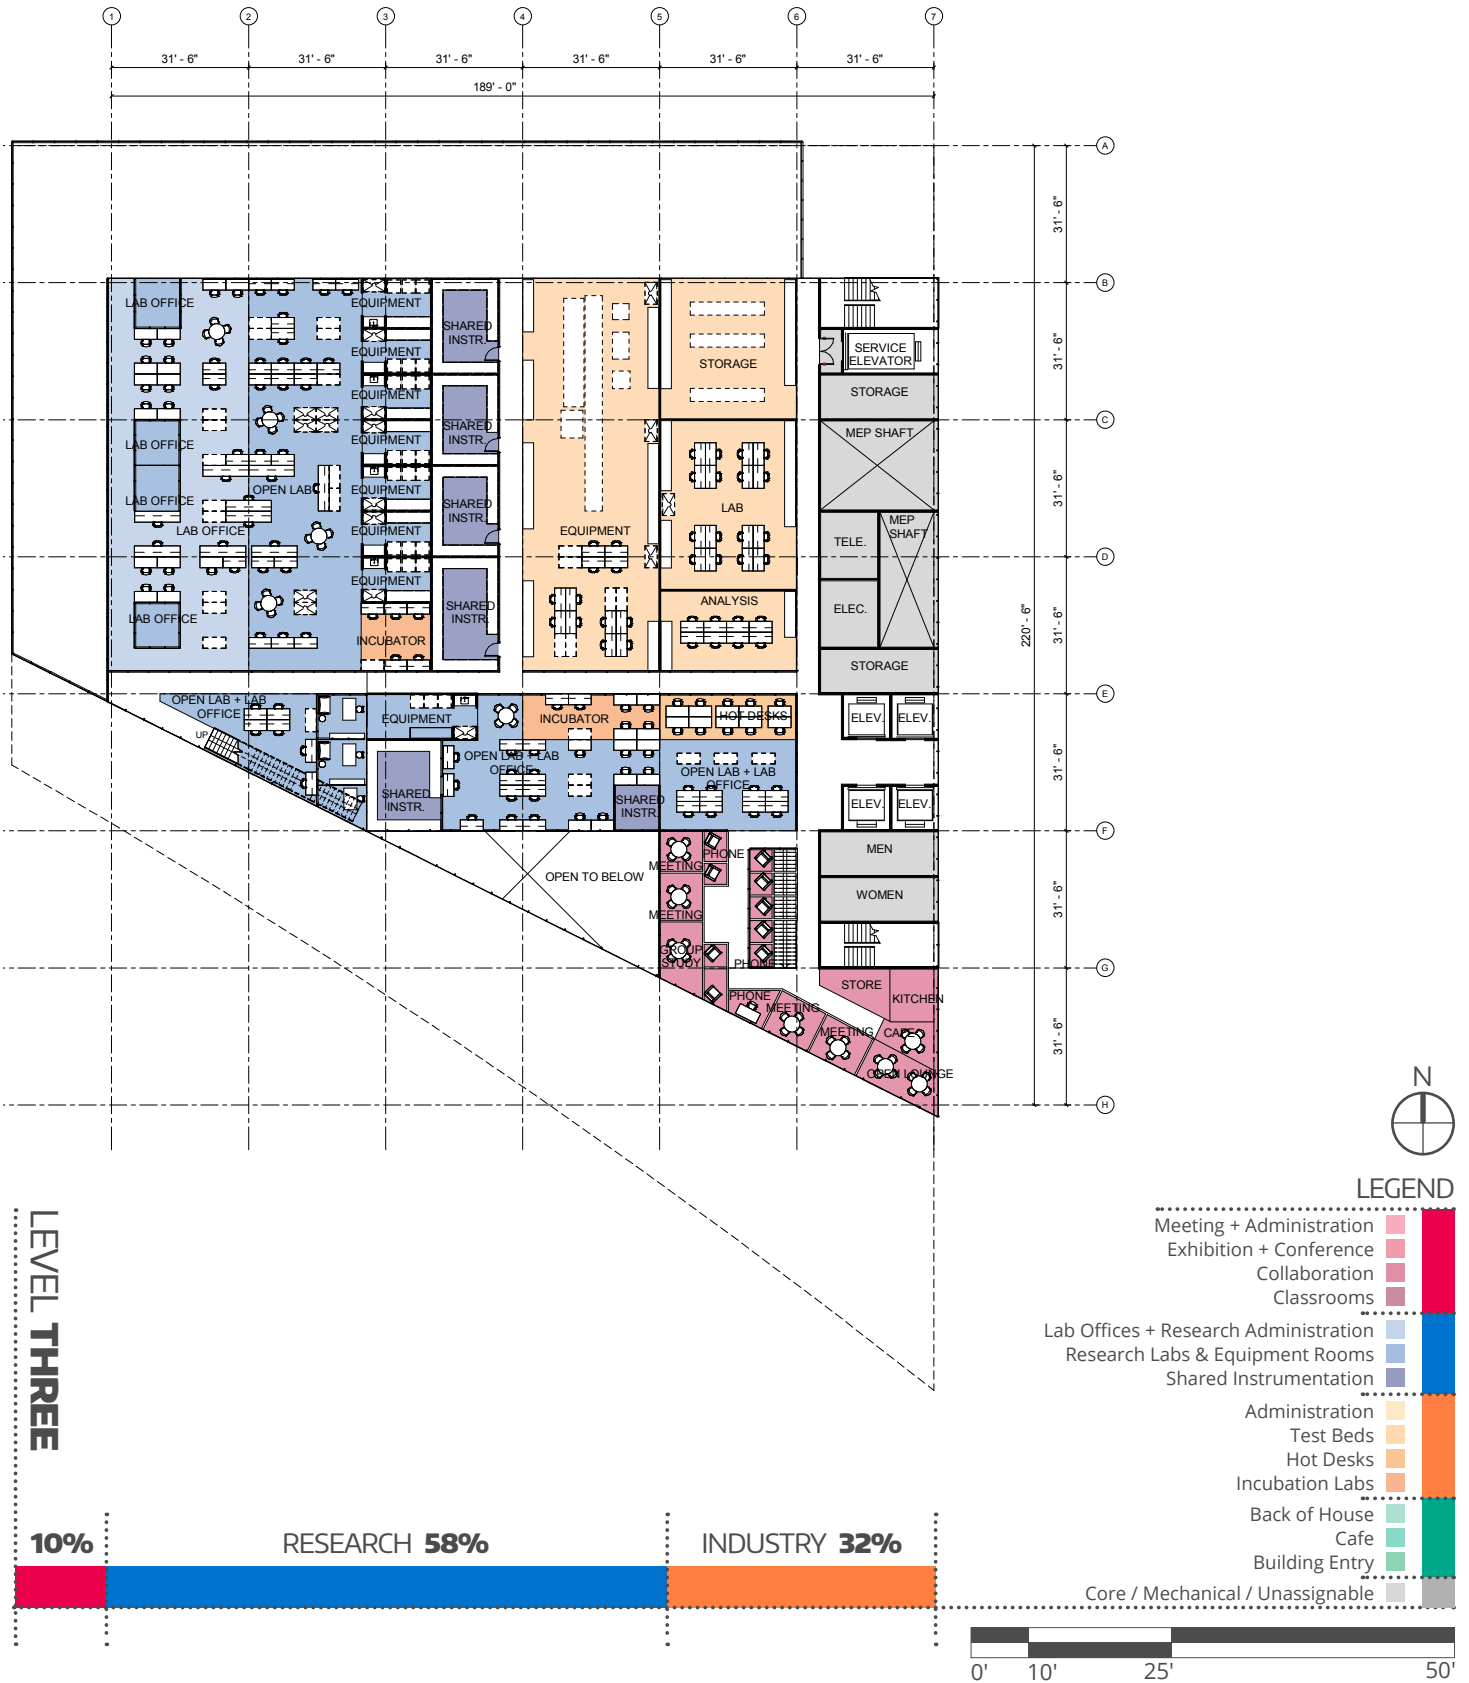 1 2 3 4 5 6 7
31' - 6" 31' - 6" 31' - 6" 31' - 6" 31' - 6" 31' - 6"
189' - 0"
A
31' - 6"
B
31' - 6"
C
31' - 6"
D
31' - 6"
220' - 6"
E
31' - 6"
F
31' - 6"
G
31' - 6"
H
LAB OFFICE
EQUIPMENT
SHARED
INSTR.
EQUIPMENT
STORAGE
SERVICE
ELEVATOR
STORAGE
EQUIPMENT
SHARED
INSTR.
EQUIPMENT
LAB OFFICE
MEP SHAFT
OPEN LAB
EQUIPMENT
LAB OFFICE
SHARED
INSTR.
LAB
LAB OFFICE
EQUIPMENT
EQUIPMENT
MEP
SHAFT
TELE.
EQUIPMENT
LAB OFFICE
SHARED
INSTR.
ANALYSIS
ELEC.
INCUBATOR
STORAGE
OPEN LAB + LAB
OFFICE
UP
EQUIPMENT
INCUBATOR
HOT DESKS
ELEV. ELEV.
OPEN LAB + LAB
OFFICE
OPEN LAB + LAB
OFFICE
SHARED
INSTR.
SHARED
INSTR.
ELEV. ELEV.
MEETING
PHONE
MEN
OPEN TO BELOW
WOMEN
MEETING
GROUP
STUDY
PHONE
STORE
KITCHEN
PHONE
MEETING
MEETING
CAFE
OPEN LOUNGE
N
LEGEND
Meeting + Administration
Exhibition + Conference
Collaboration
Classrooms
Lab Offices + Research Administration
Research Labs & Equipment Rooms
Shared Instrumentation
Administration
Test Beds
Hot Desks
Incubation Labs
Back of House
Cafe
Building Entry
Core / Mechanical / Unassignable
LEVEL THREE
10% RESEARCH 58% INDUSTRY 32%
0' 10' 25' 50'